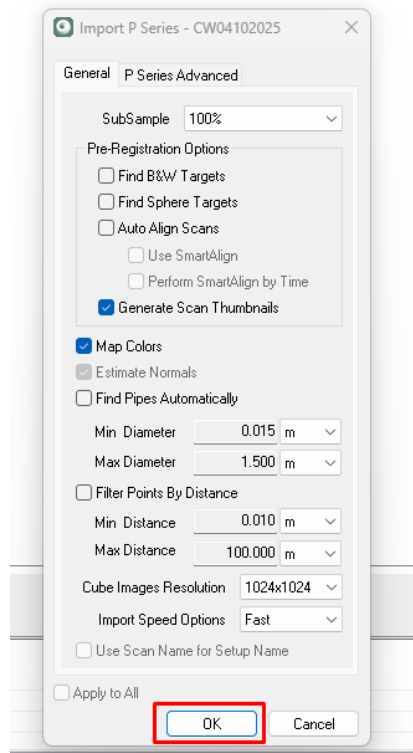 Import P Series - CW04102025
General P Series Advanced
SubSample 100%
Pre-Registration Options
Find B&W Targets
Find Sphere Targets
Auto Align Scans
Use SmartAlign
Perform SmartAlign by Time
Generate Scan Thumbnails
Map Colors
Estimate Normals
Find Pipes Automatically
Min Diameter 0.015 m
Max Diameter 1.500 m
Filter Points By Distance
Min Distance 0.010 m
Max Distance 100.000 m
Cube Images Resolution 1024x1024
Import Speed Options Fast
Use Scan Name for Setup Name
Apply to All
OK Cancel